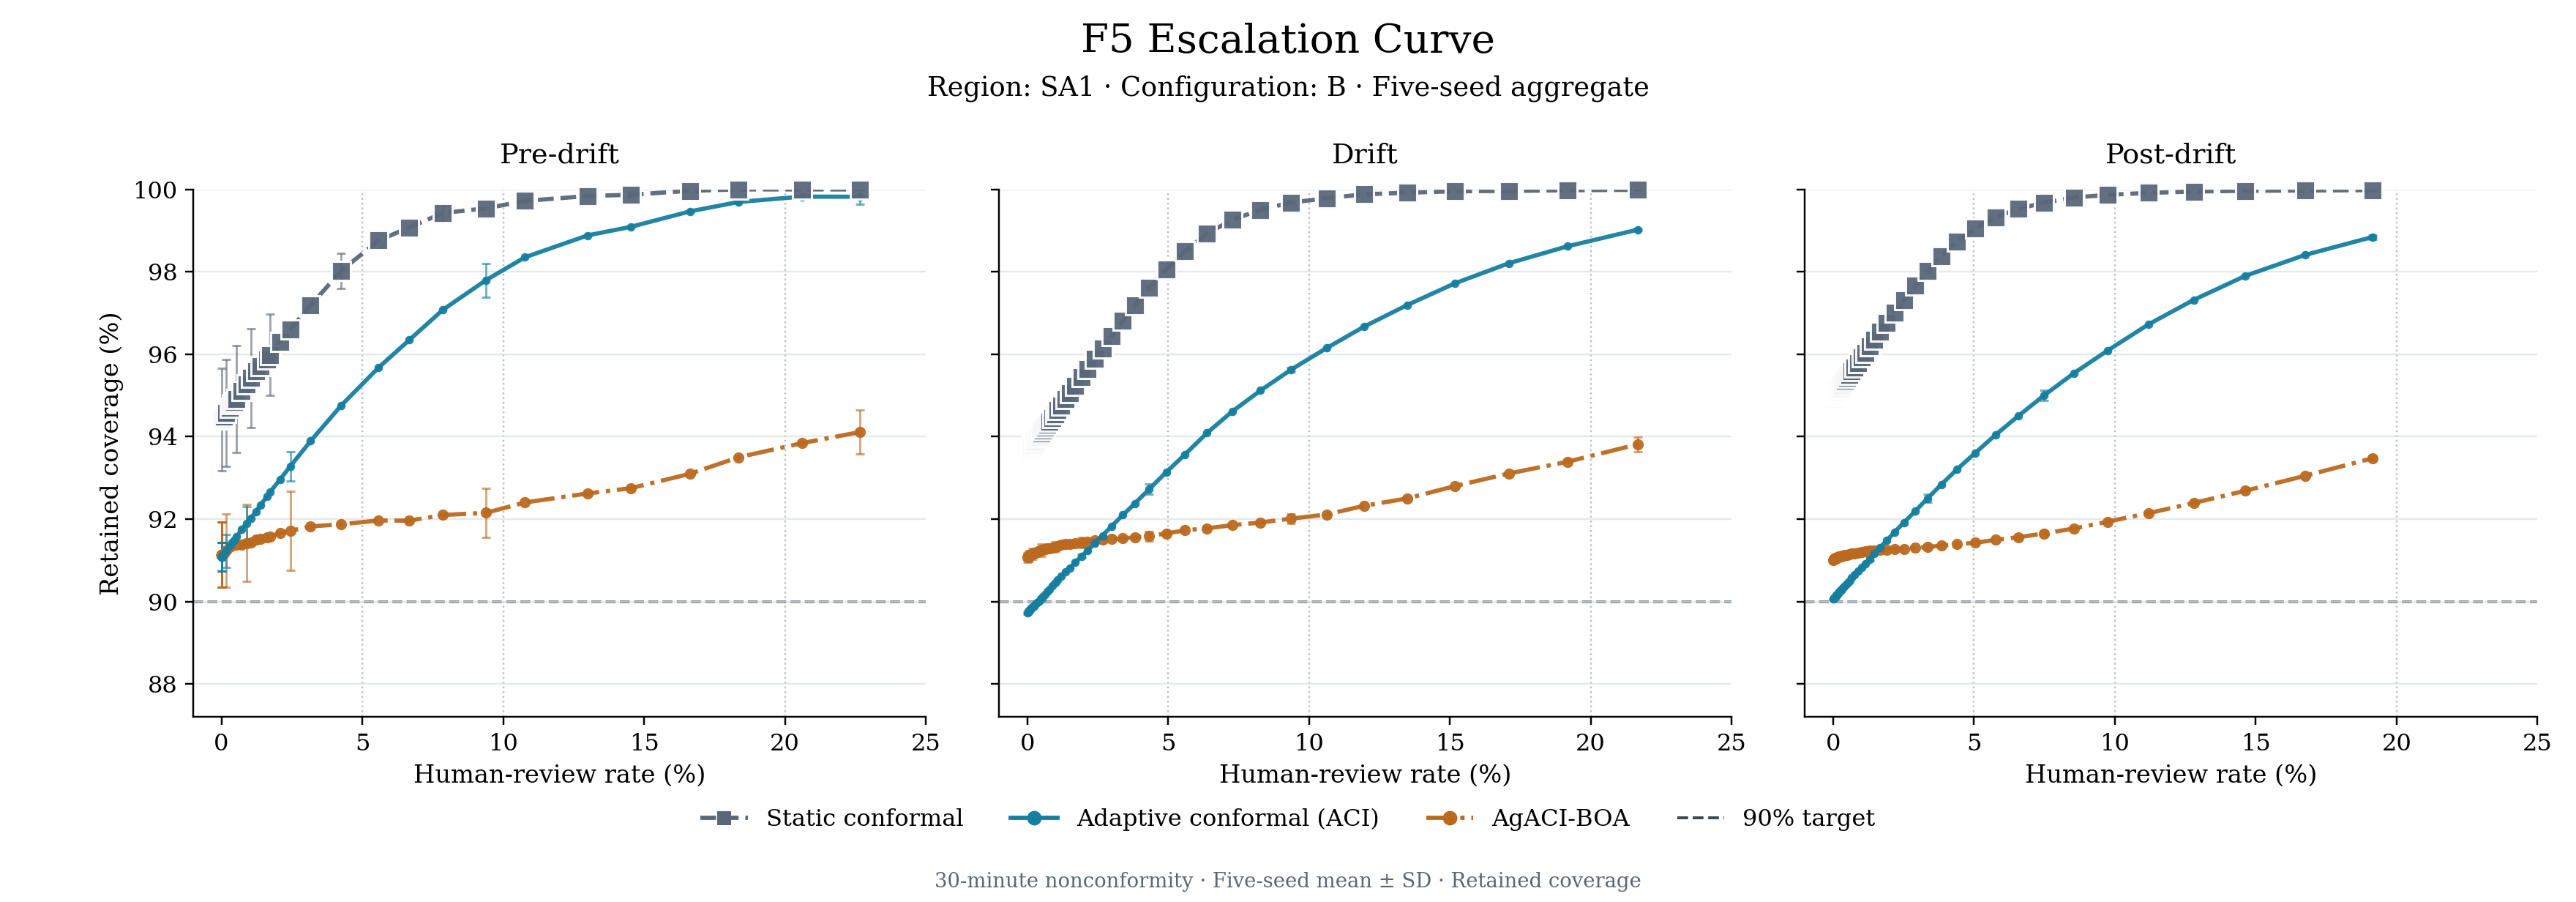 F5 Escalation Curve
Region: SA1 · Configuration: B · Five-seed aggregate
Pre-drift
Drift
Post-drift
Retained coverage (%)
100
98
96
94
92
90
88
0 5 10 15 20 25
0 5 10 15 20 25
0 5 10 15 20 25
Human-review rate (%)
Human-review rate (%)
Human-review rate (%)
Static conformal
Adaptive conformal (ACI)
AgACI-BOA
90% target
30-minute nonconformity · Five-seed mean ± SD · Retained coverage